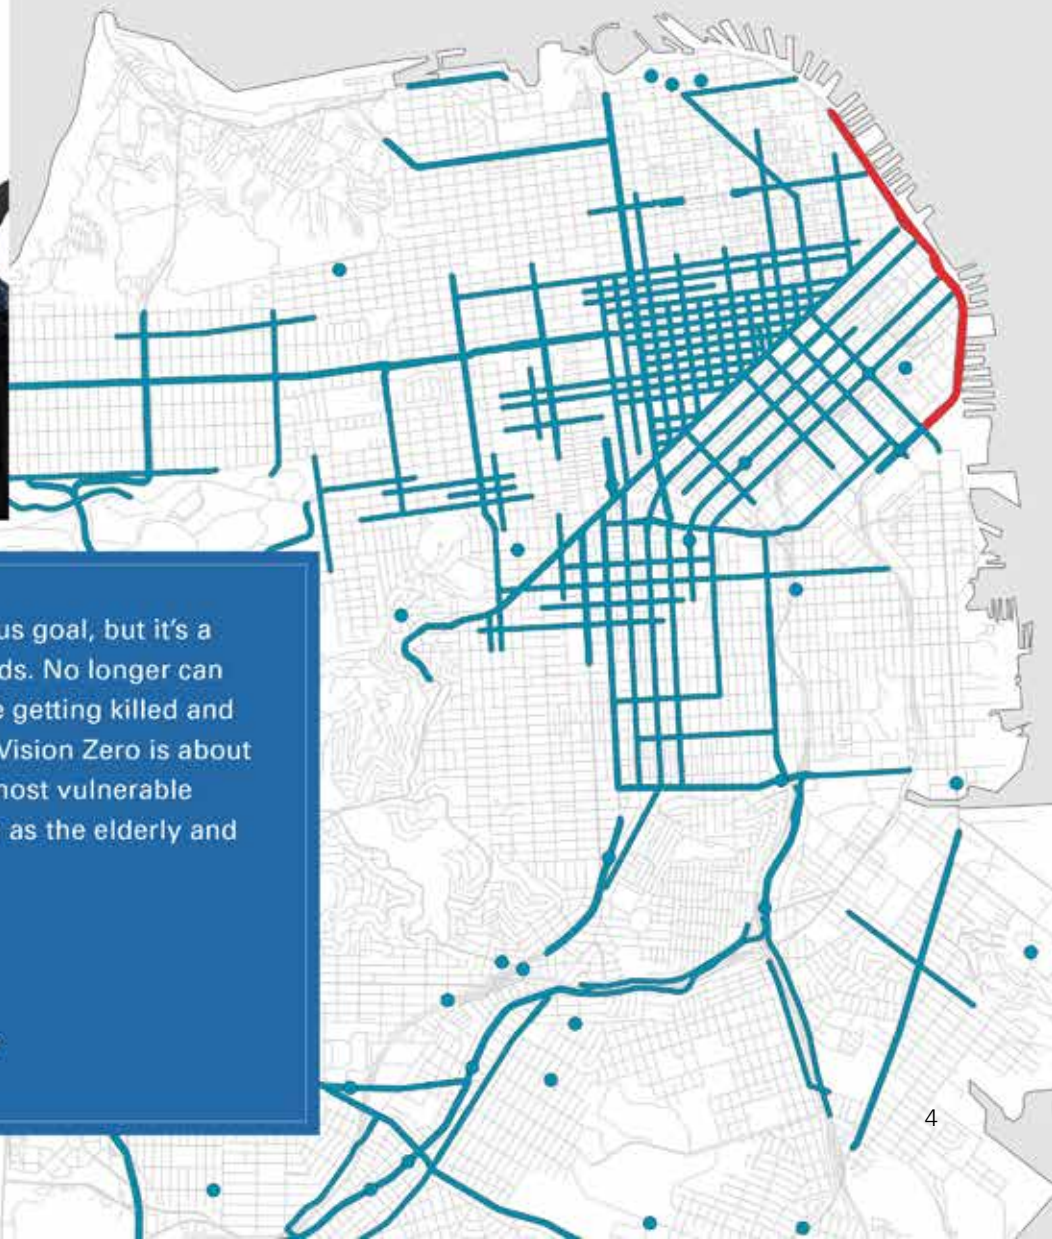 us goal, but it's a
ds. No longer can
e getting killed and
Vision Zero is about
most vulnerable
as the elderly and
4